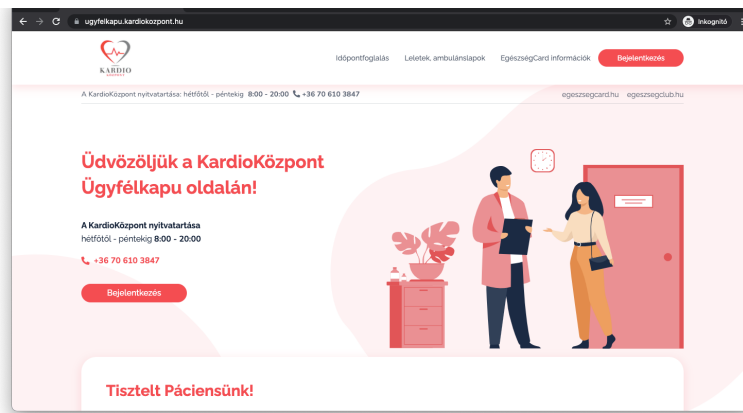 ugyfelkapu.kardiokozpont.hu
Inkognitó
KARDIO
Időpontfoglalás Leletek, ambulánslapok EgészségCard információk Bejelentkezés
A KardioKözpont nyitvatartása: hétfőtől - péntekig 8:00 - 20:00 +36 70 610 3847 egeszsegcard.hu egeszsegclub.hu
Üdvözöljük a KardioKözpont
Ügyfélkapu oldalán!
A KardioKözpont nyitvatartása
hétfőtől - péntekig 8:00 - 20:00
+36 70 610 3847
Bejelentkezés
Tisztelt Páciensünk!